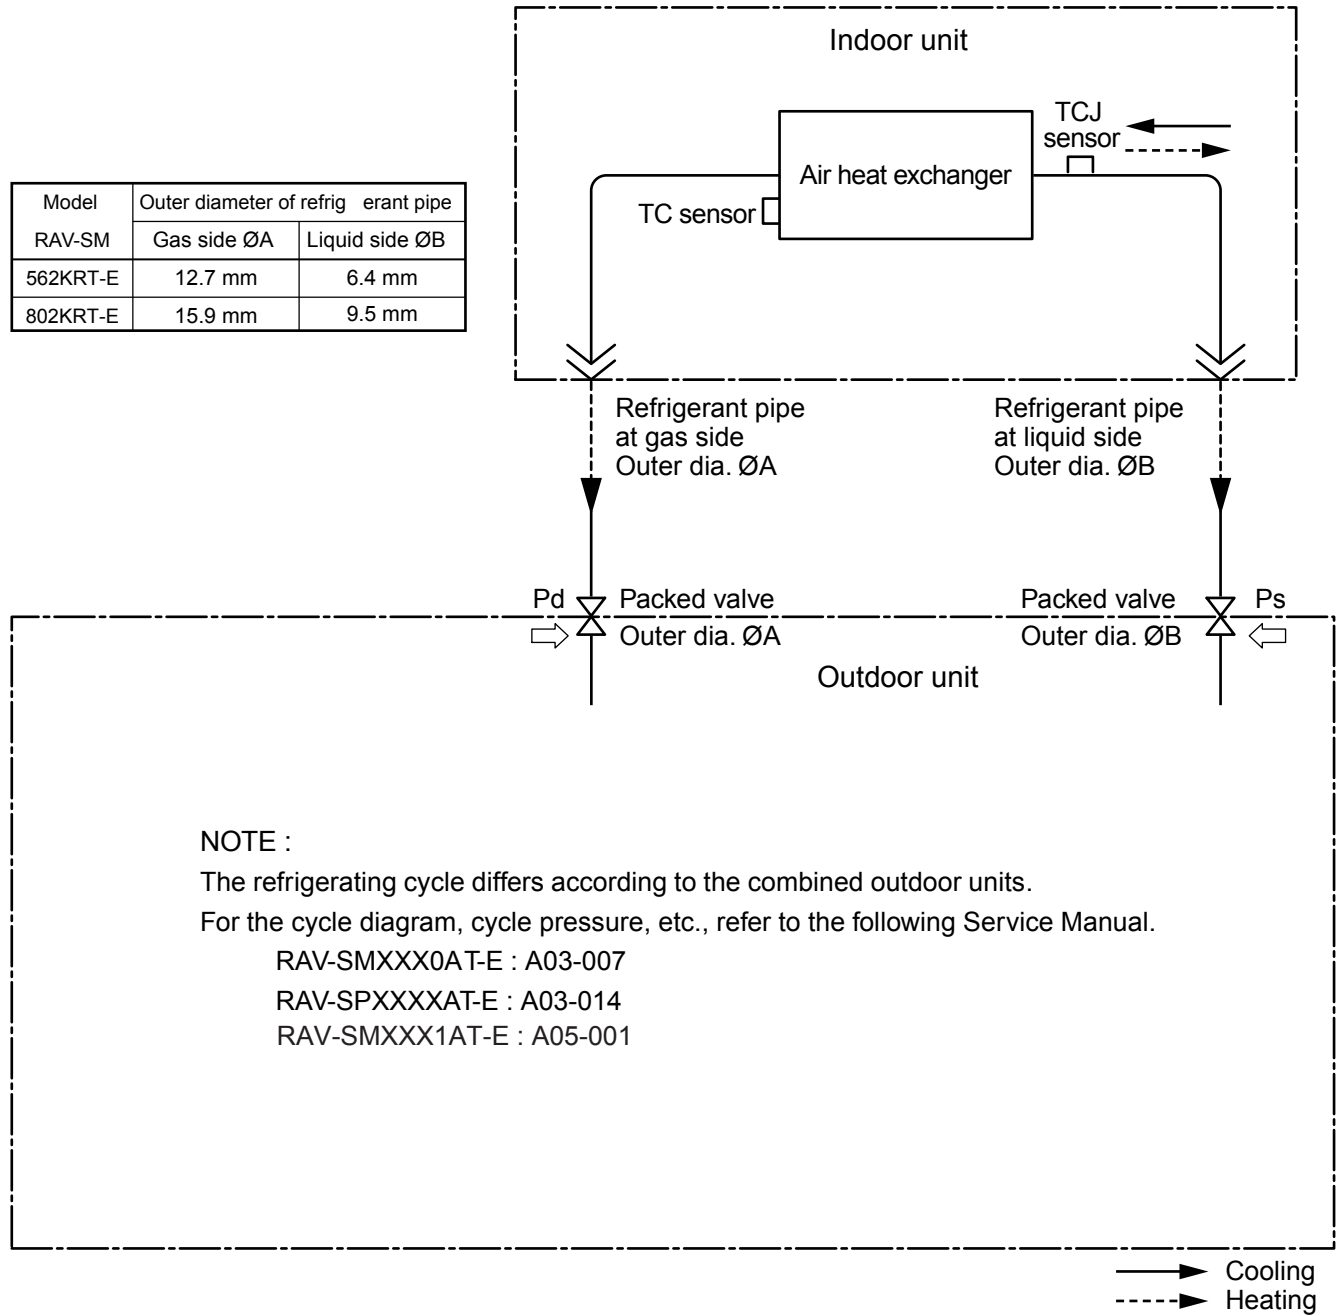 Indoor unit
TCJ
sensor
Air heat exchanger
TC sensor
Model Outer diameter of refrig erant pipe
RAV-SM Gas side ØA Liquid side ØB
562KRT-E 12.7 mm 6.4 mm
802KRT-E 15.9 mm 9.5 mm
Refrigerant pipe
at gas side
Outer dia. ØA
Refrigerant pipe
at liquid side
Outer dia. ØB
Pd Packed valve
Outer dia. ØA
Packed valve Ps
Outer dia. ØB
Outdoor unit
NOTE :
The refrigerating cycle differs according to the combined outdoor units.
For the cycle diagram, cycle pressure, etc., refer to the following Service Manual.
RAV-SMXXX0AT-E : A03-007
RAV-SPXXXXAT-E : A03-014
RAV-SMXXX1AT-E : A05-001
Cooling
Heating